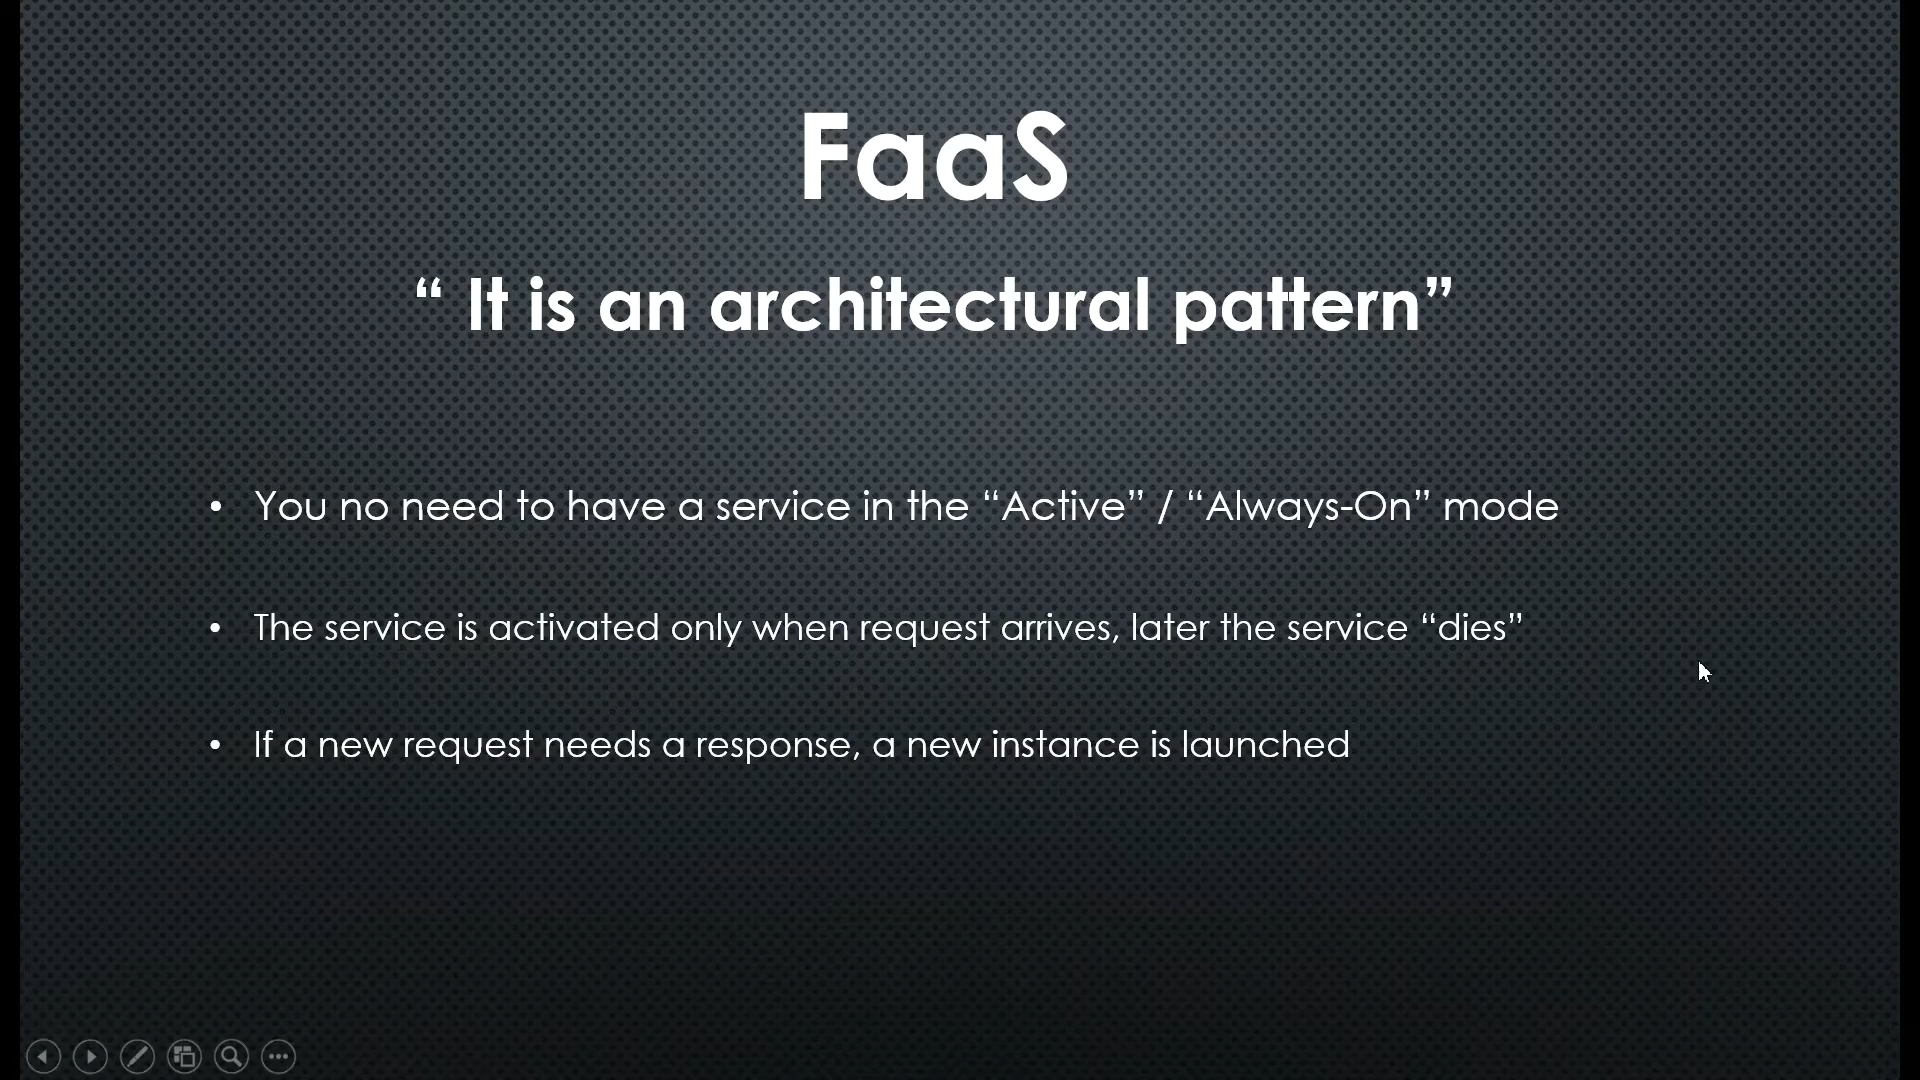 FaaS
“ It is an architectural pattern”
• You no need to have a service in the “Active” / “Always-On” mode
• The service is activated only when request arrives, later the service “dies”
• If a new request needs a response, a new instance is launched